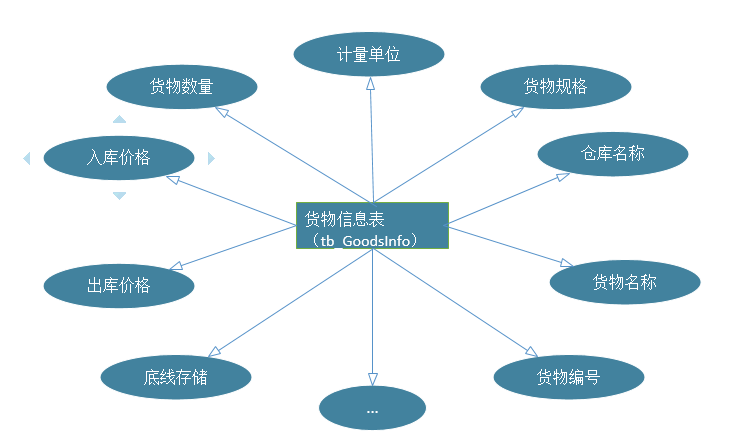 计量单位
货物数量
货物规格
入库价格
仓库名称
货物信息表
（tb_GoodsInfo）
出库价格
货物名称
底线存储
货物编号
...